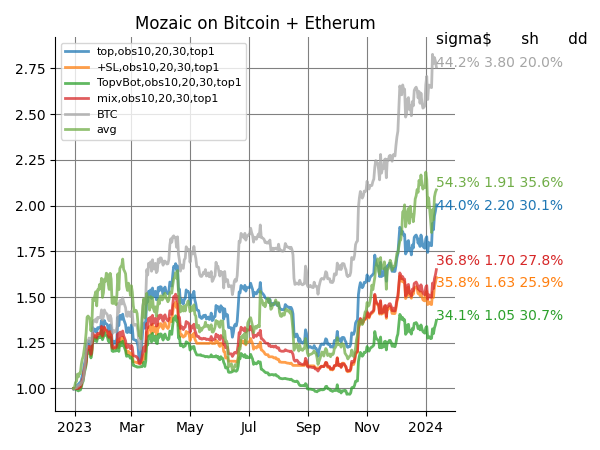 Mozaic on Bitcoin + Etherum
sigma$ sh dd
top,obs10,20,30,top1
+SL,obs10,20,30,top1
TopvBot,obs10,20,30,top1
mix,obs10,20,30,top1
BTC
avg
44.2% 3.80 20.0%
54.3% 1.91 35.6%
44.0% 2.20 30.1%
36.8% 1.70 27.8%
35.8% 1.63 25.9%
34.1% 1.05 30.7%
2.75
2.50
2.25
2.00
1.75
1.50
1.25
1.00
2023 Mar May Jul Sep Nov 2024